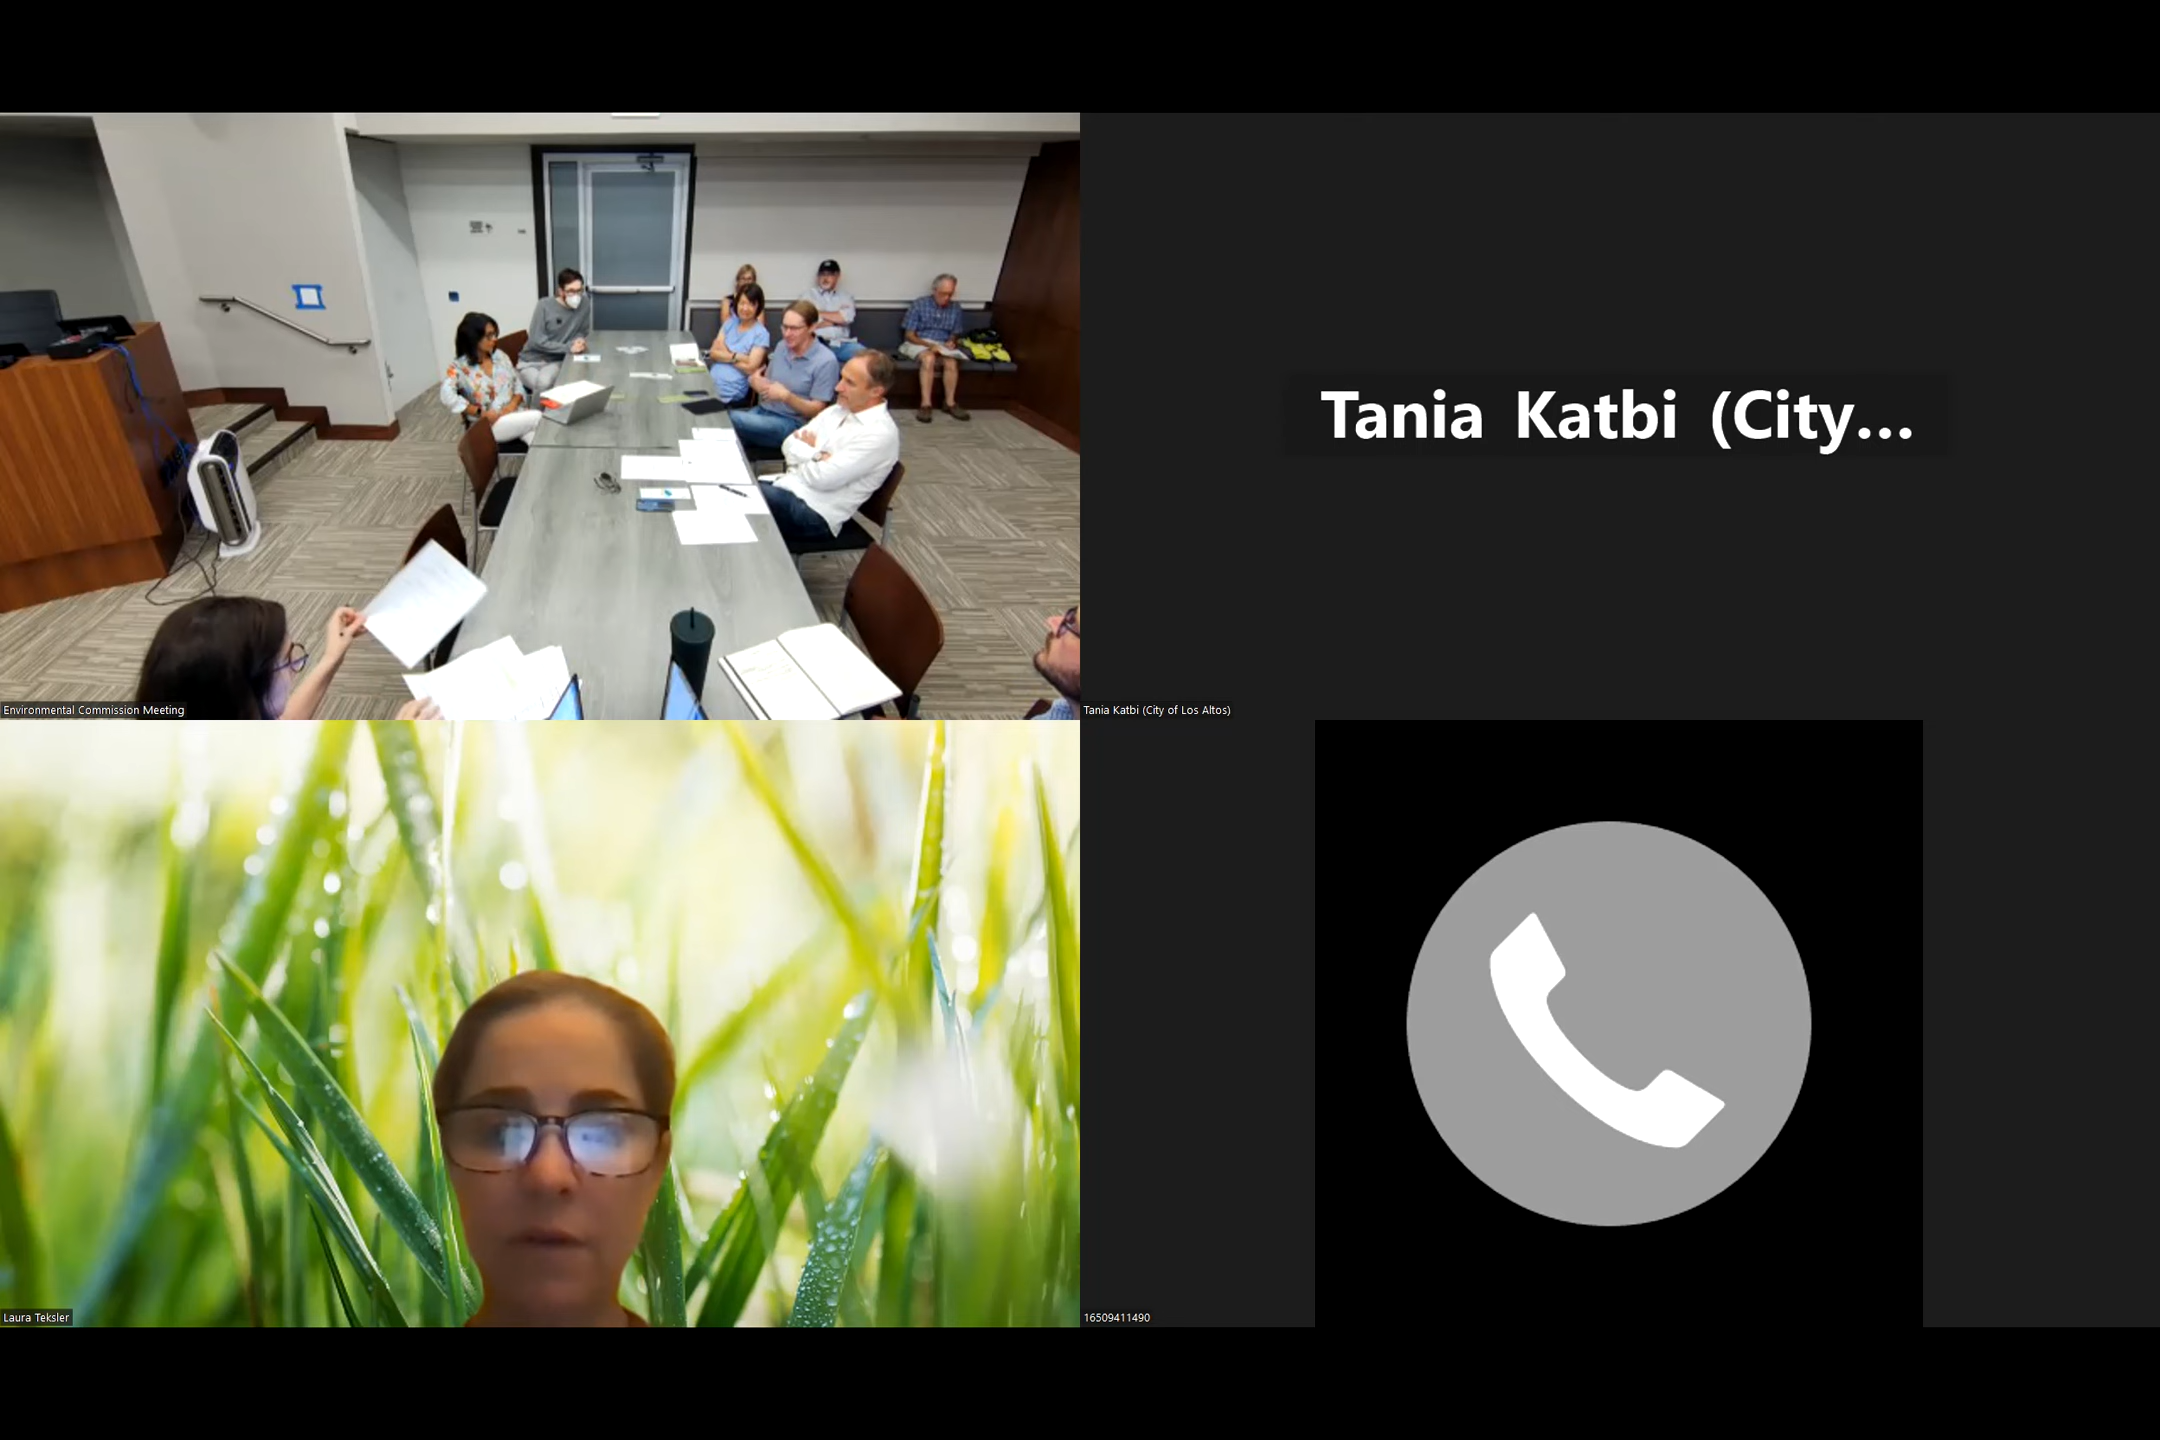 Tania Katbi (City...
Environmental Commission Meeting
Tania Katbi (City of Los Altos)
Laura Teksler
16509411490